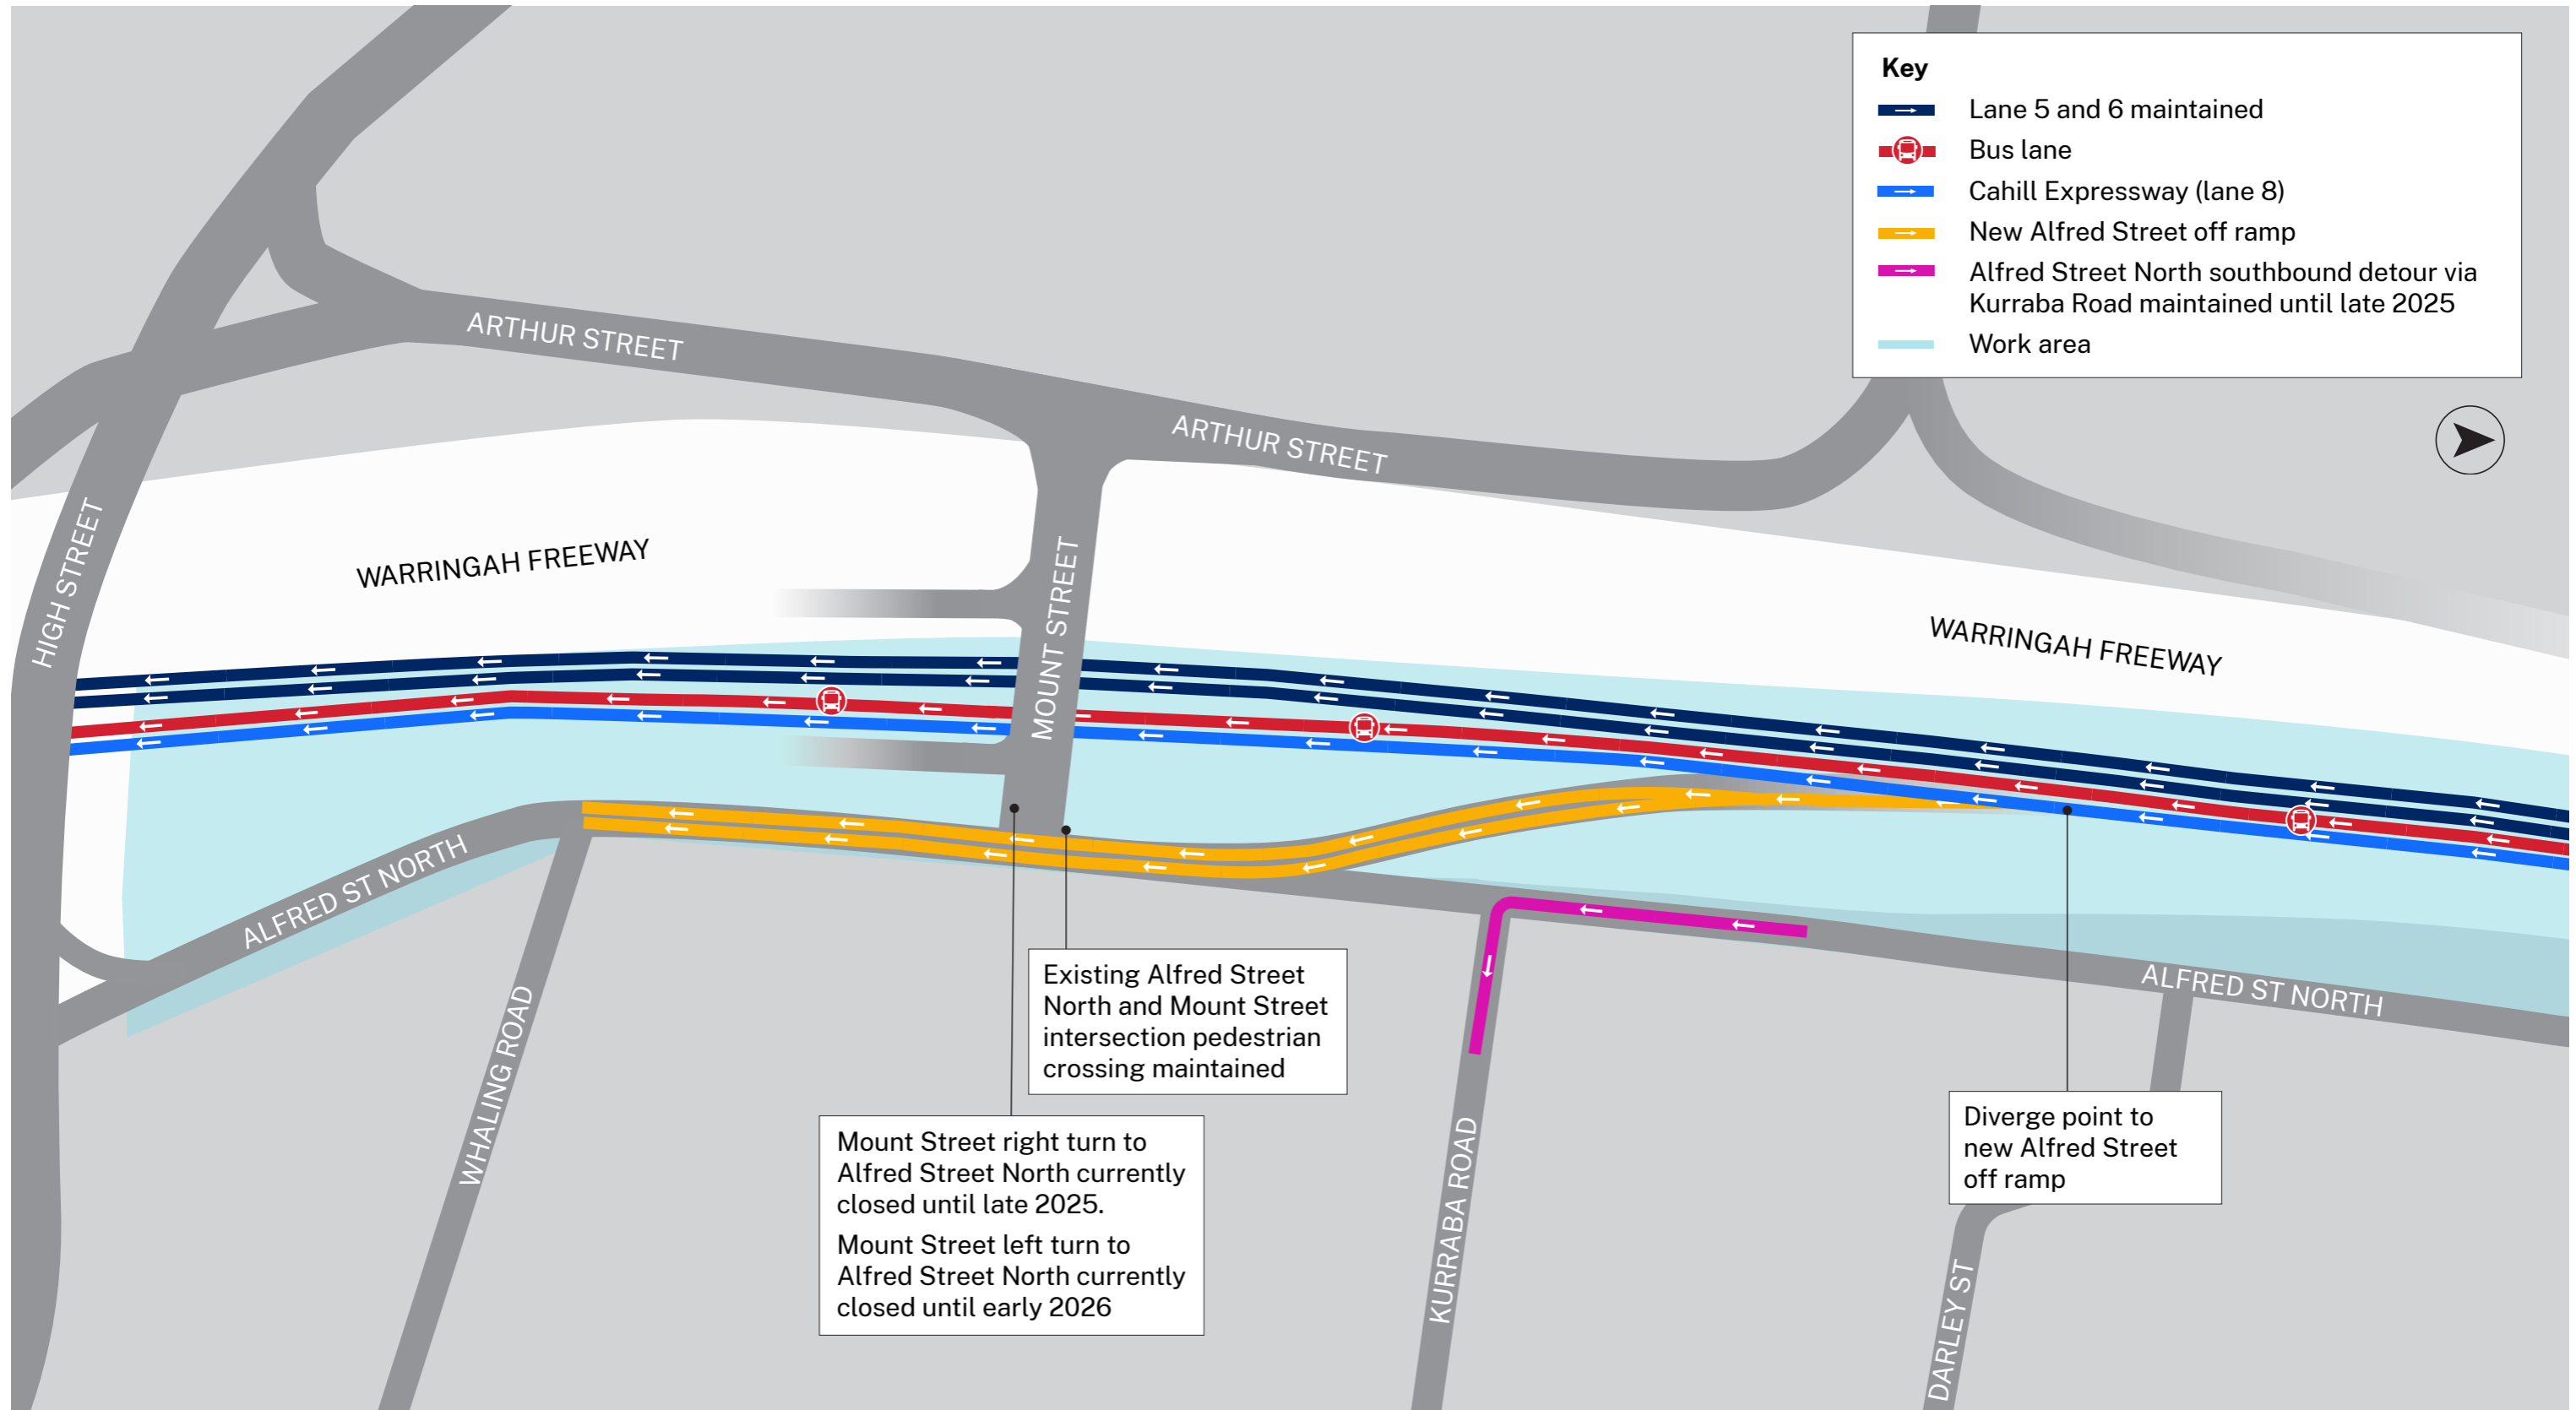 Key
Lane 5 and 6 maintained
Bus lane
Cahill Expressway (lane 8)
New Alfred Street off ramp
Alfred Street North southbound detour via
Kurraba Road maintained until late 2025
Work area
ARTHUR STREET
ARTHUR STREET
HIGH STREET
WARRINGAH FREEWAY
MOUNT STREET
WARRINGAH FREEWAY
ALFRED ST NORTH
WHALING ROAD
Existing Alfred Street
North and Mount Street
intersection pedestrian
crossing maintained
Mount Street right turn to
Alfred Street North currently
closed until late 2025.
Mount Street left turn to
Alfred Street North currently
closed until early 2026
KURRABA ROAD
ALFRED ST NORTH
Diverge point to
new Alfred Street
off ramp
DARLEY ST